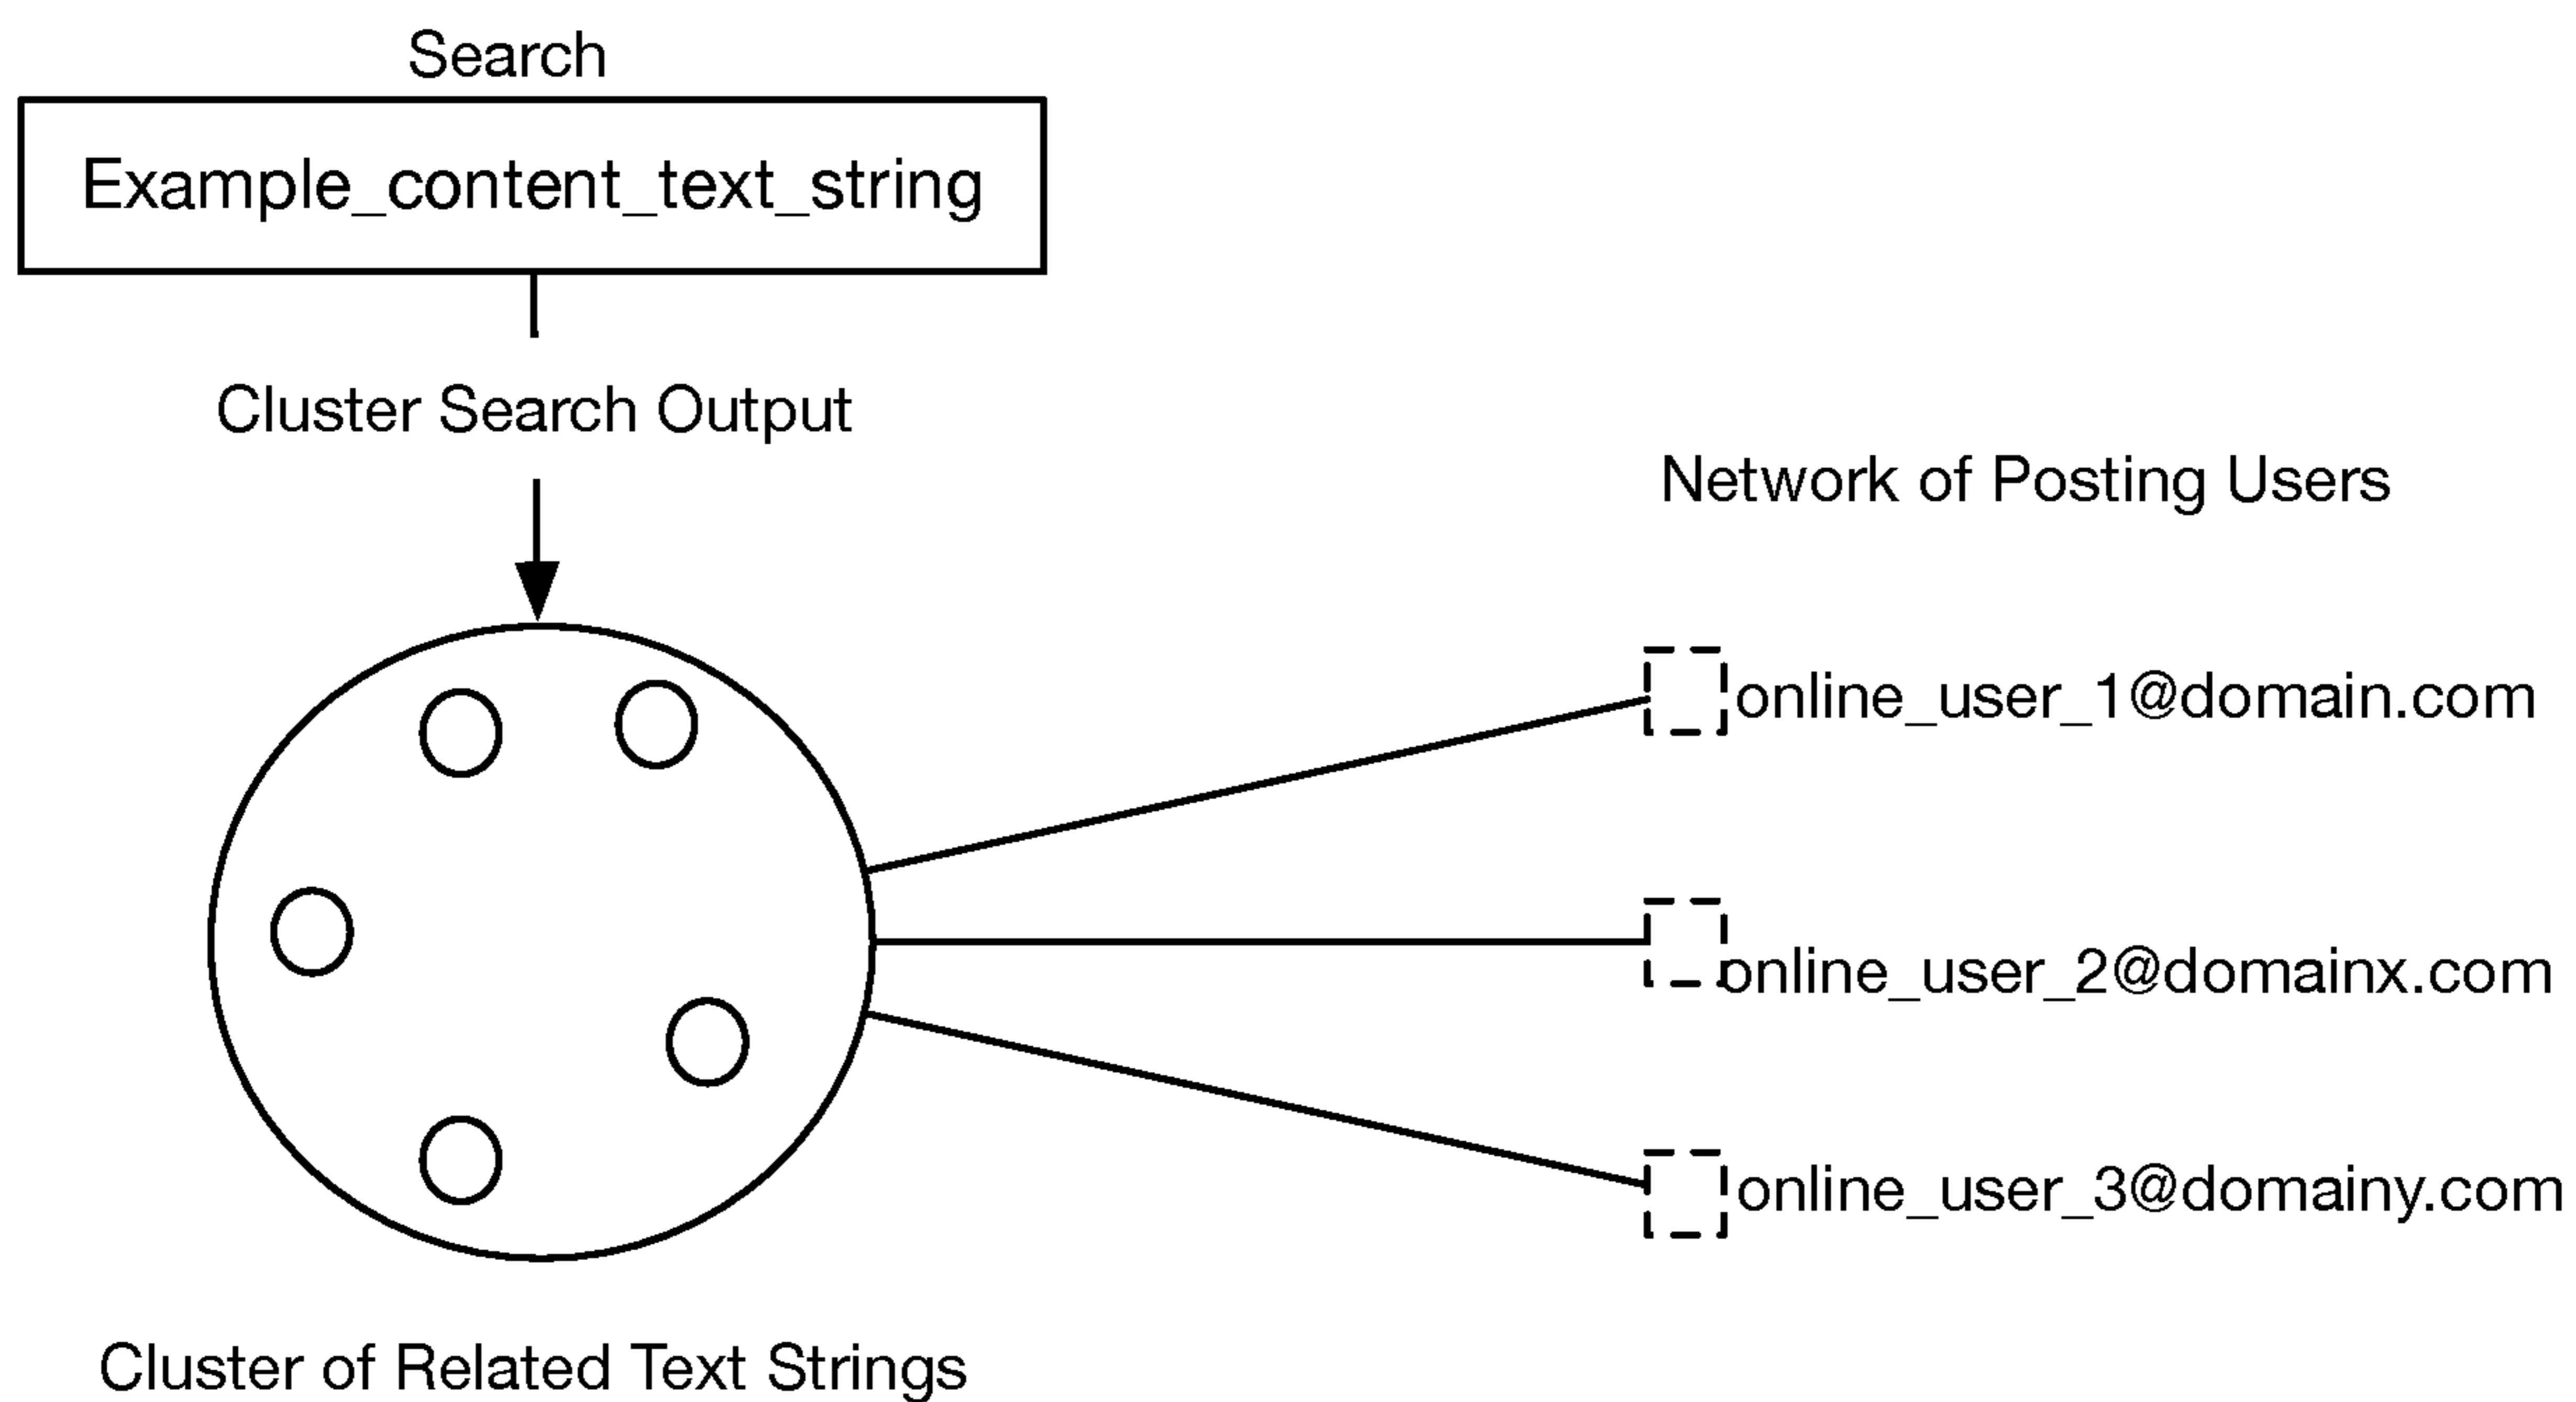 Search
Example_content_text_string
Cluster Search Output
Network of Posting Users
online_user_1@domain.com
online_user_2@domainx.com
online_user_3@domainy.com
Cluster of Related Text Strings